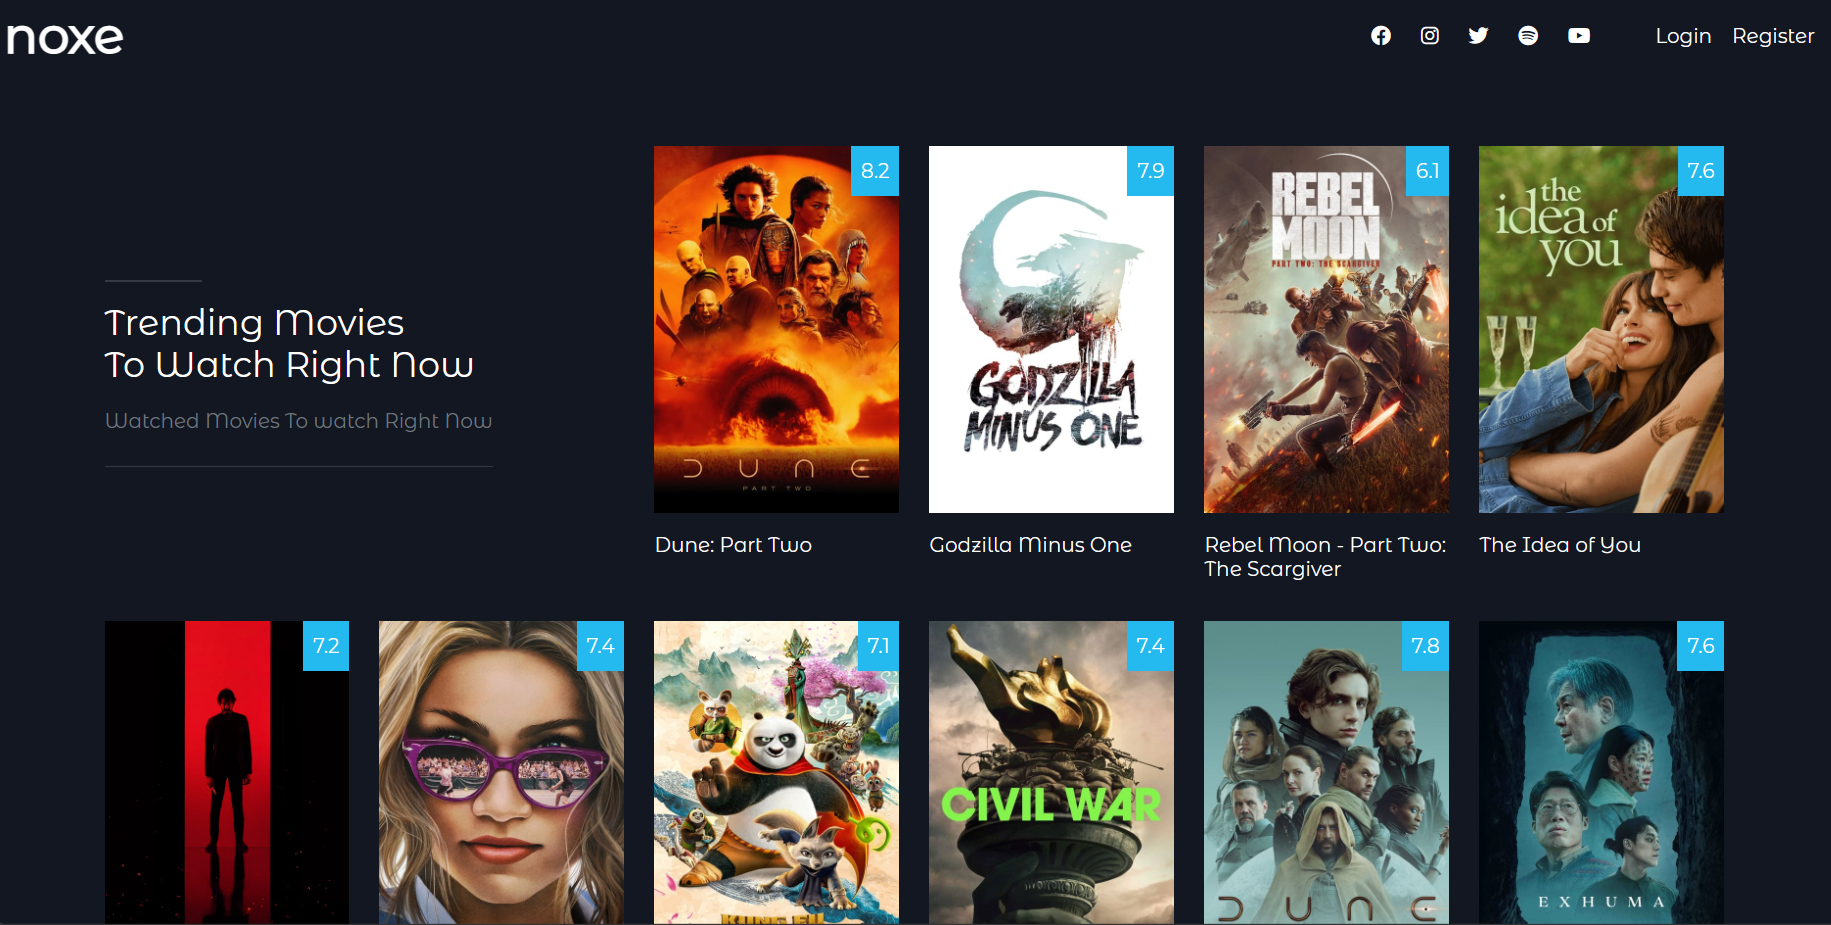 noxe
Login Register
Trending Movies
To Watch Right Now
Watched Movies To watch Right Now
8.2
DUNE
PART TWO
Dune: Part Two
7.9
GODZILLA
MINUS ONE
Godzilla Minus One
6.1
REBEL
MOON
PART TWO: THE SCARGIVER
Rebel Moon - Part Two:
The Scargiver
7.6
the
idea of
you
The Idea of You
7.2
7.4
7.1
KUNG FU
7.4
CIVIL WAR
7.8
DUNE
7.6
EXHUMA